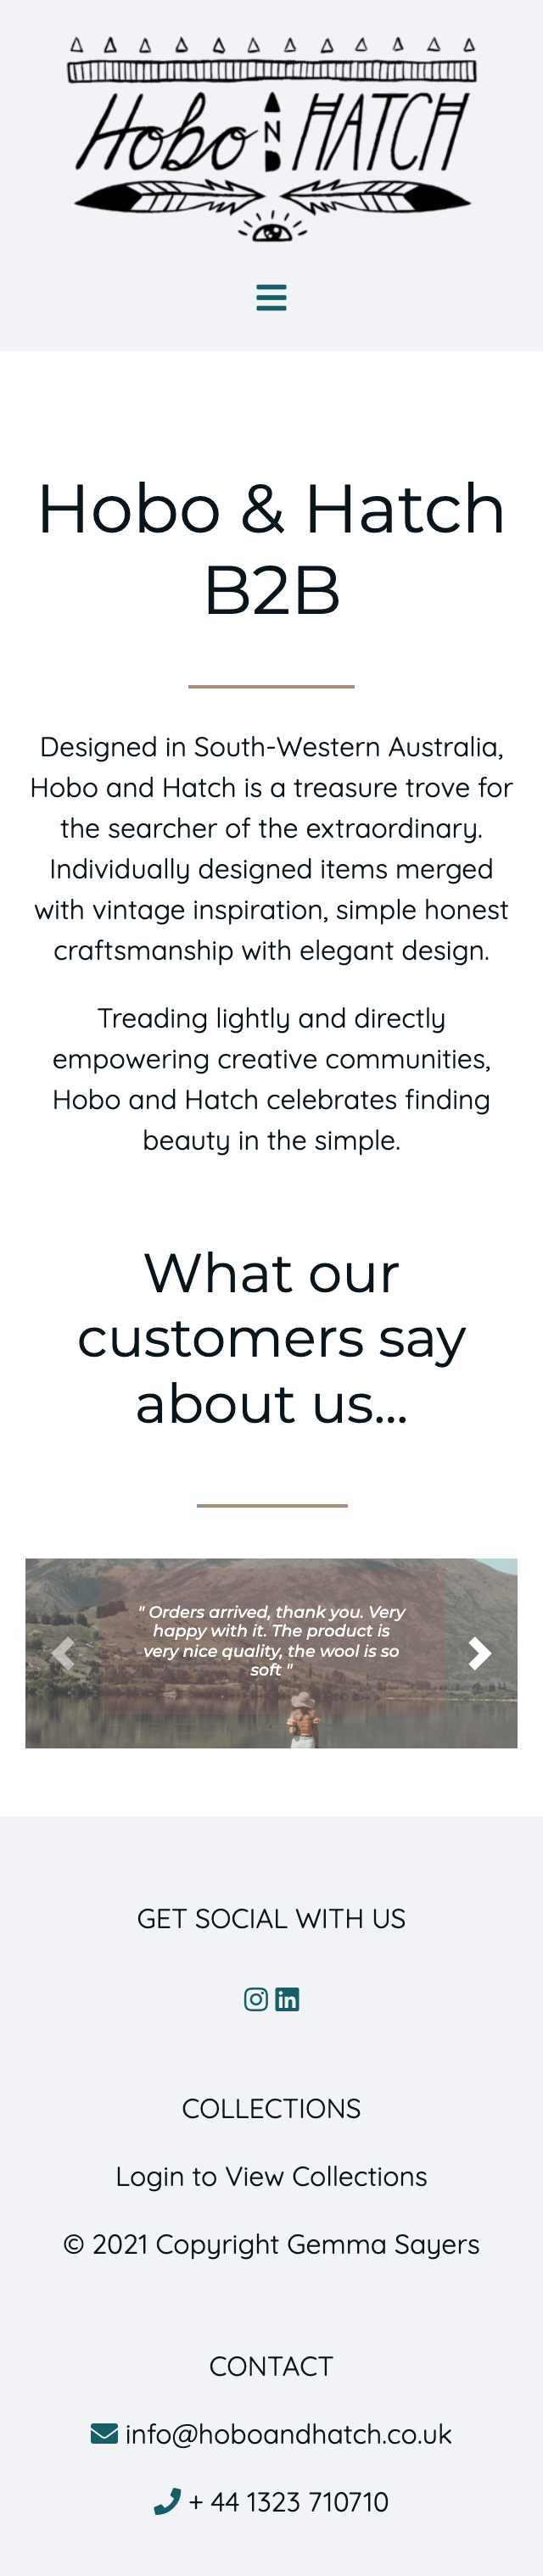 Hobo AND HATCH
Hobo & Hatch
B2B
Designed in South-Western Australia,
Hobo and Hatch is a treasure trove for
the searcher of the extraordinary.
Individually designed items merged
with vintage inspiration, simple honest
craftsmanship with elegant design.
Treading lightly and directly
empowering creative communities,
Hobo and Hatch celebrates finding
beauty in the simple.
What our
customers say
about us...
" Orders arrived, thank you. Very
happy with it. The product is
very nice quality, the wool is so
soft "
GET SOCIAL WITH US
COLLECTIONS
Login to View Collections
© 2021 Copyright Gemma Sayers
CONTACT
info@hoboandhatch.co.uk
+ 44 1323 710710